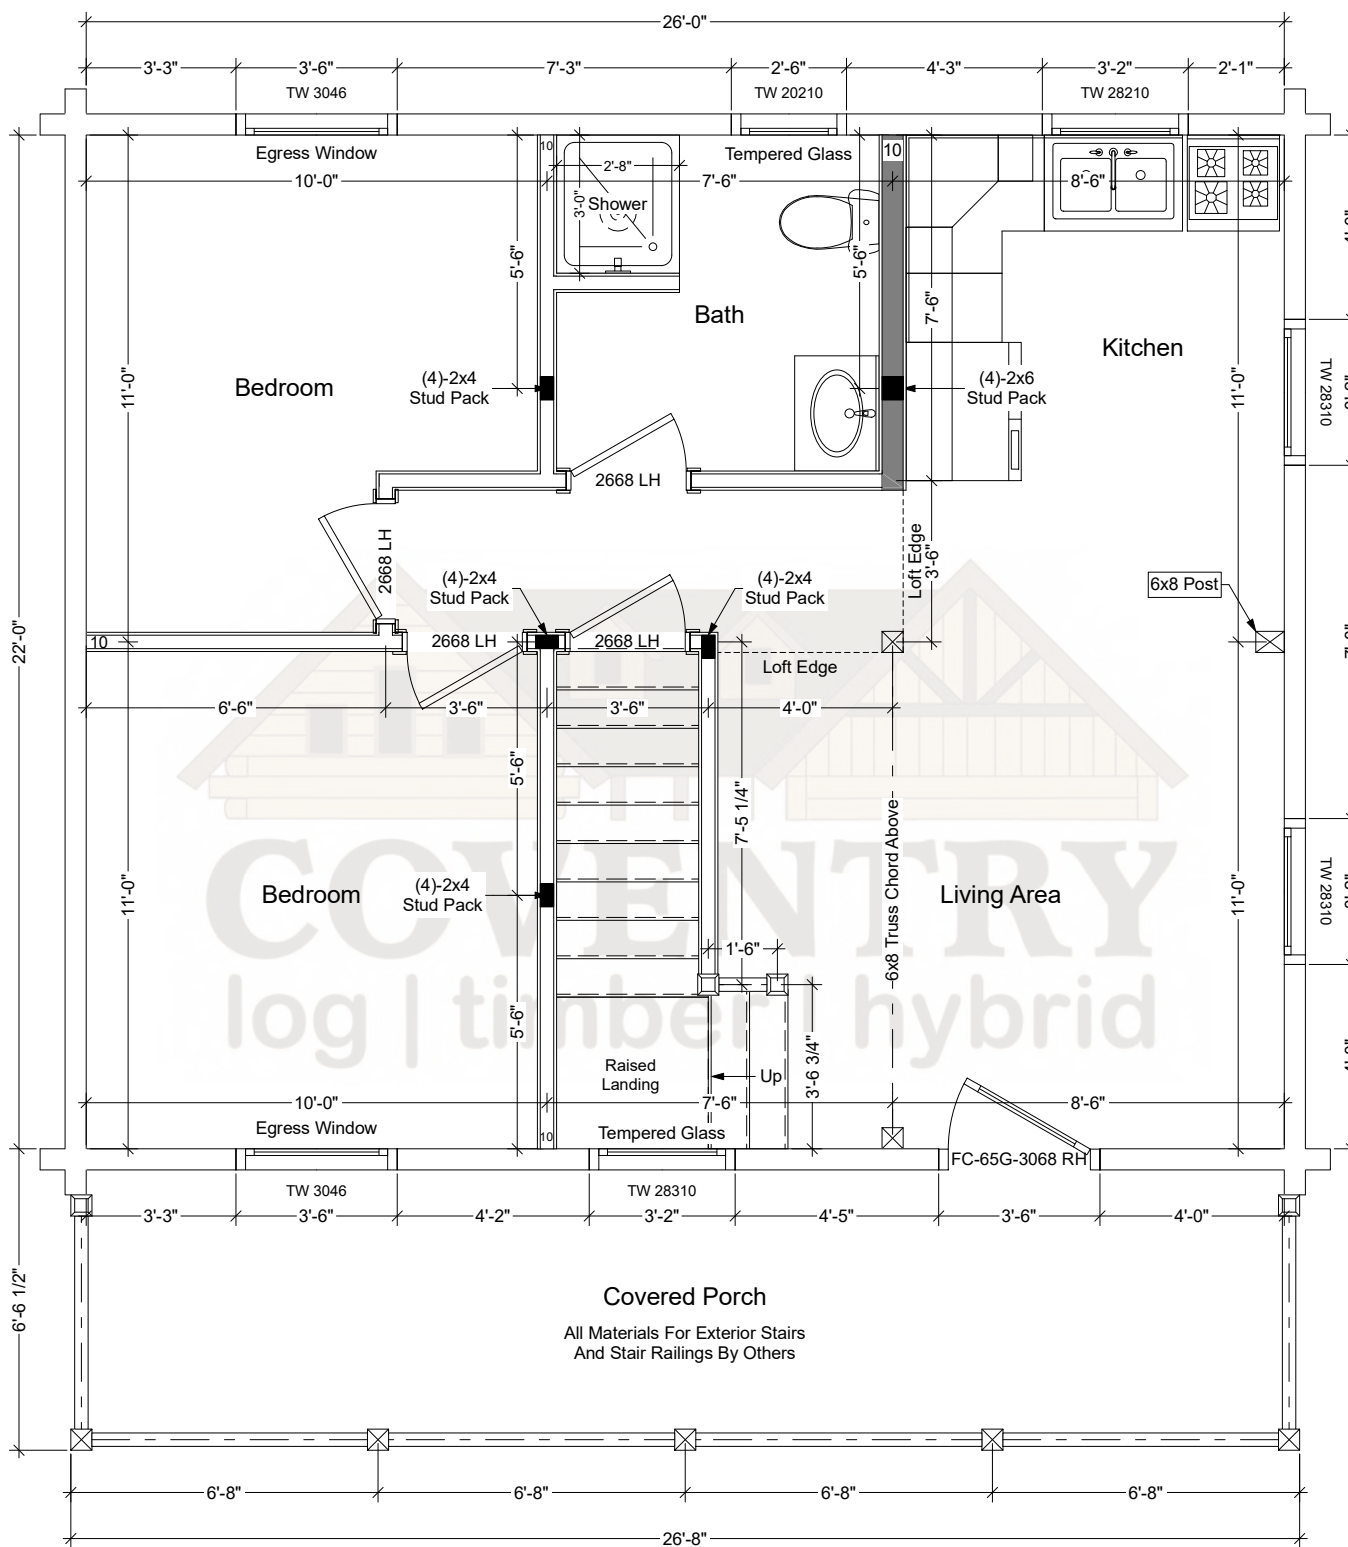 26'-0"
3'-3"
3'-6"
7'-3"
2'-6"
4'-3"
3'-2"
2'-1"
TW 3046
TW 20210
TW 28210
Egress Window
10
Tempered Glass
10
10'-0"
2'-8"
7'-6"
8'-6"
3'-0"
Shower
5'-6"
5'-6"
7'-6"
Bath
Kitchen
TW 28310
Bedroom
(4)-2x4
Stud Pack
(4)-2x6
Stud Pack
11'-0"
11'-0"
2668 LH
2668 LH
Loft Edge
3'-6"
(4)-2x4
Stud Pack
(4)-2x4
Stud Pack
6x8 Post
22'-0"
10
2668 LH
2668 LH
Loft Edge
6'-6"
3'-6"
3'-6"
4'-0"
5'-6"
7'-5 1/4"
6x8 Truss Chord Above
COVENTRY
log | timber | hybrid
Bedroom
(4)-2x4
Stud Pack
Living Area
TW 28310
11'-0"
11'-0"
1'-6"
5'-6"
3'-6 3/4"
Raised
Landing
Up
10'-0"
7'-6"
8'-6"
Egress Window
10
Tempered Glass
FC-65G-3068 RH
TW 3046
TW 28310
3'-3"
3'-6"
4'-2"
3'-2"
4'-5"
3'-6"
4'-0"
6'-6 1/2"
Covered Porch
All Materials For Exterior Stairs
And Stair Railings By Others
6'-8"
6'-8"
6'-8"
6'-8"
26'-8"